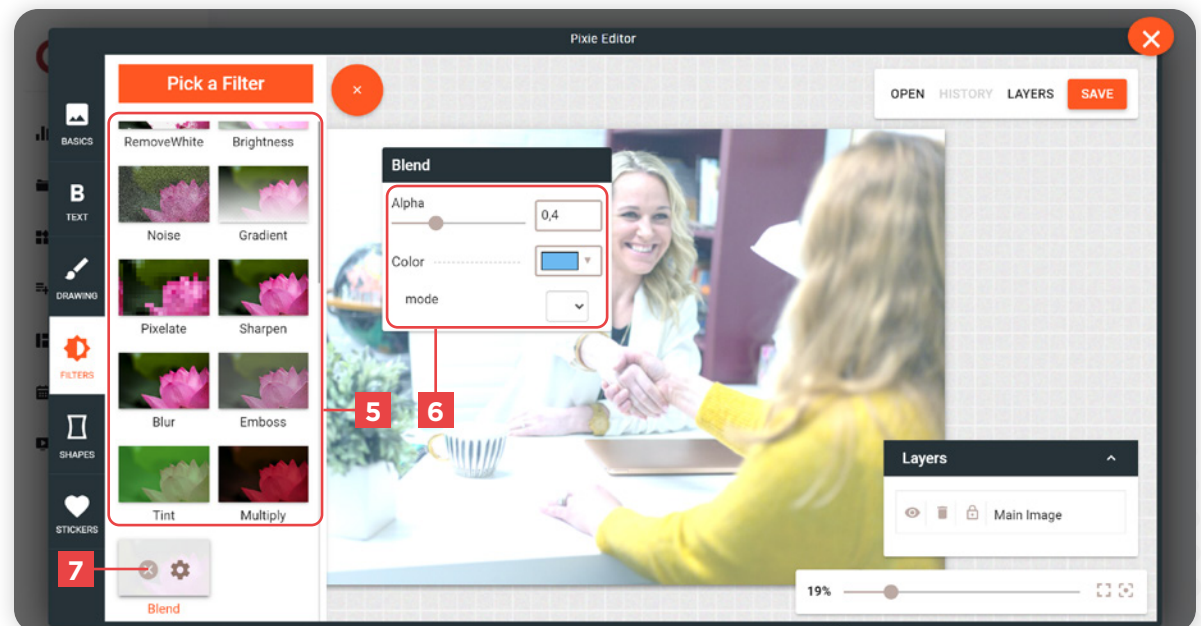 Pixie Editor
Pick a Filter
OPEN HISTORY LAYERS SAVE
BASICS
B
TEXT
DRAWING
FILTERS
SHAPES
STICKERS
RemoveWhite Brightness
Noise Gradient
Pixelate Sharpen
Blur Emboss
Tint Multiply
Blend
Blend
Alpha 0,4
Color
mode
5
6
7
Layers
Main Image
19%